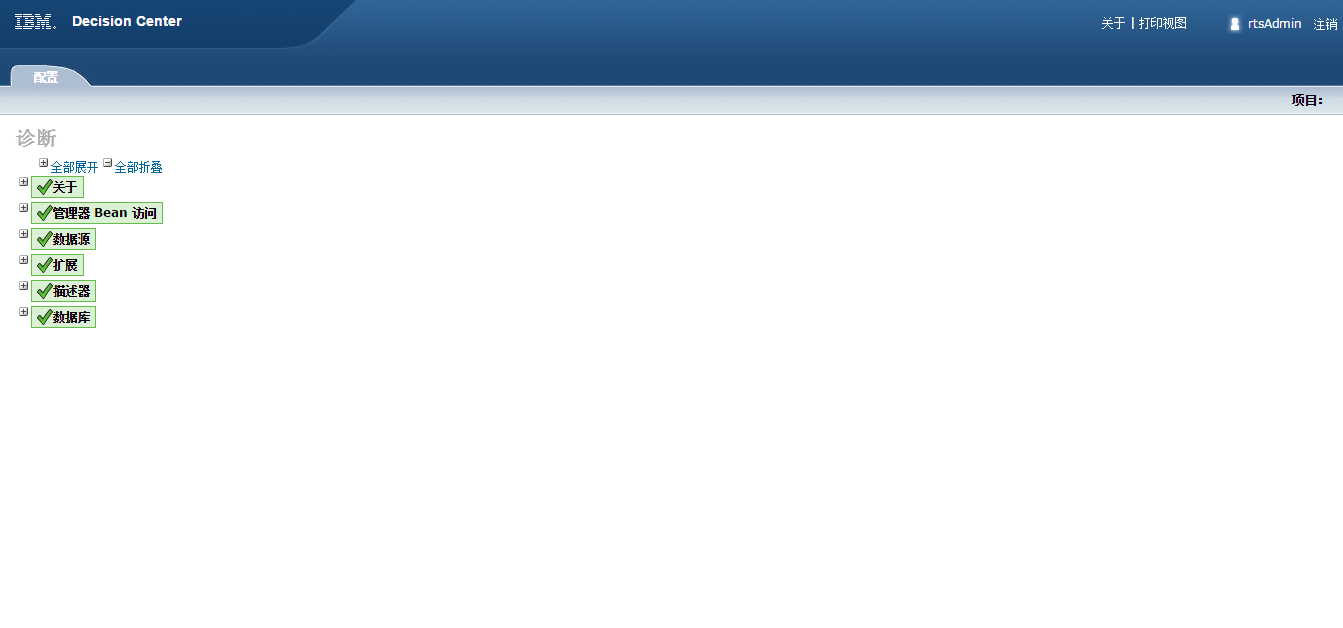 IBM. Decision Center
关于 | 打印视图 rtsAdmin 注销
配置
项目：
诊断
全部展开 全部折叠
关于
管理器 Bean 访问
数据源
扩展
描述器
数据库